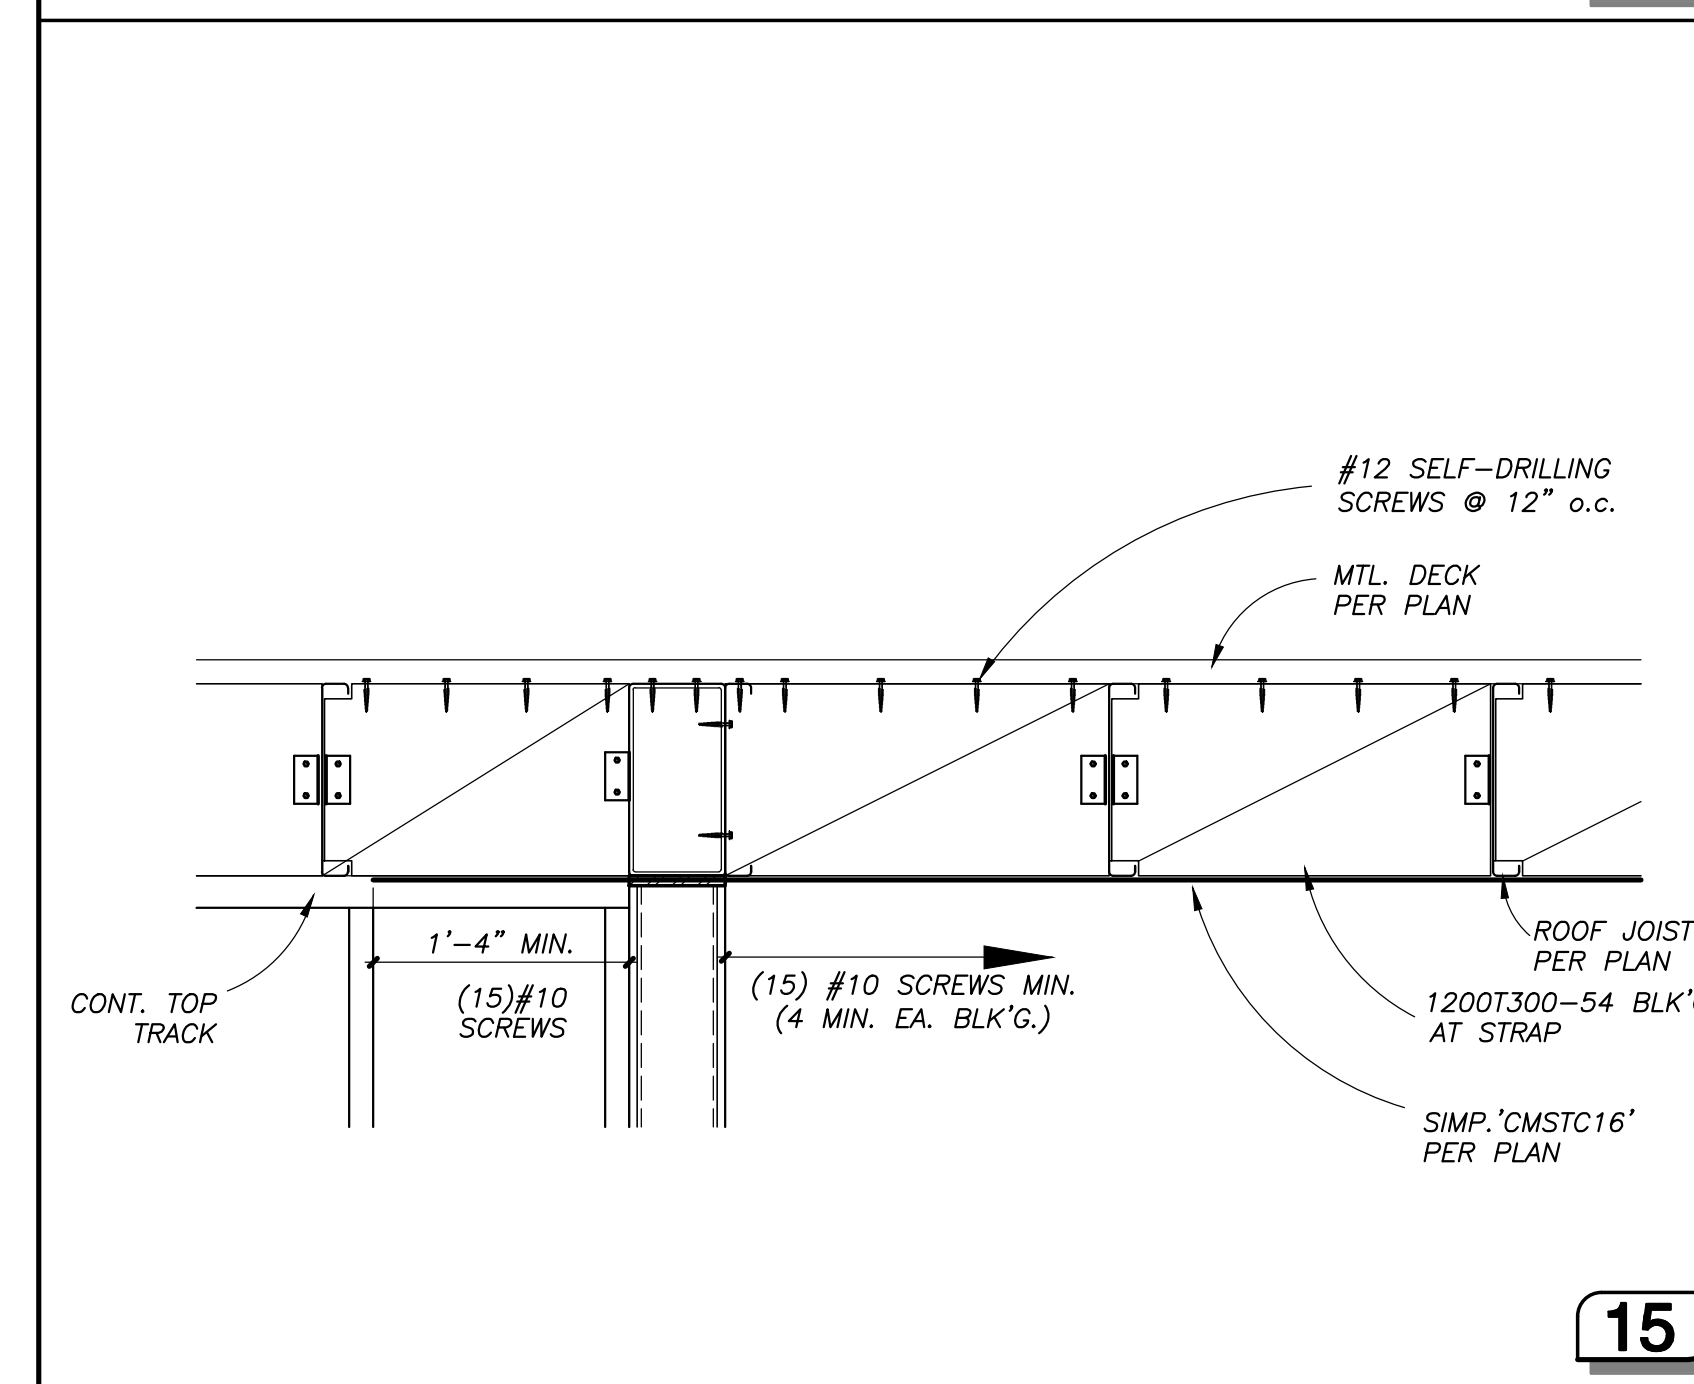 #12 SELF-DRILLING
SCREWS @ 12" o.c.
MTL. DECK
PER PLAN
1'-4" MIN.
(15)#10
SCREWS
(15) #10 SCREWS MIN.
(4 MIN. EA. BLK'G.)
CONT. TOP
TRACK
ROOF JOIST
PER PLAN
1200T300-54
AT STRAP
SIMP.'CMSTC16'
PER PLAN
15